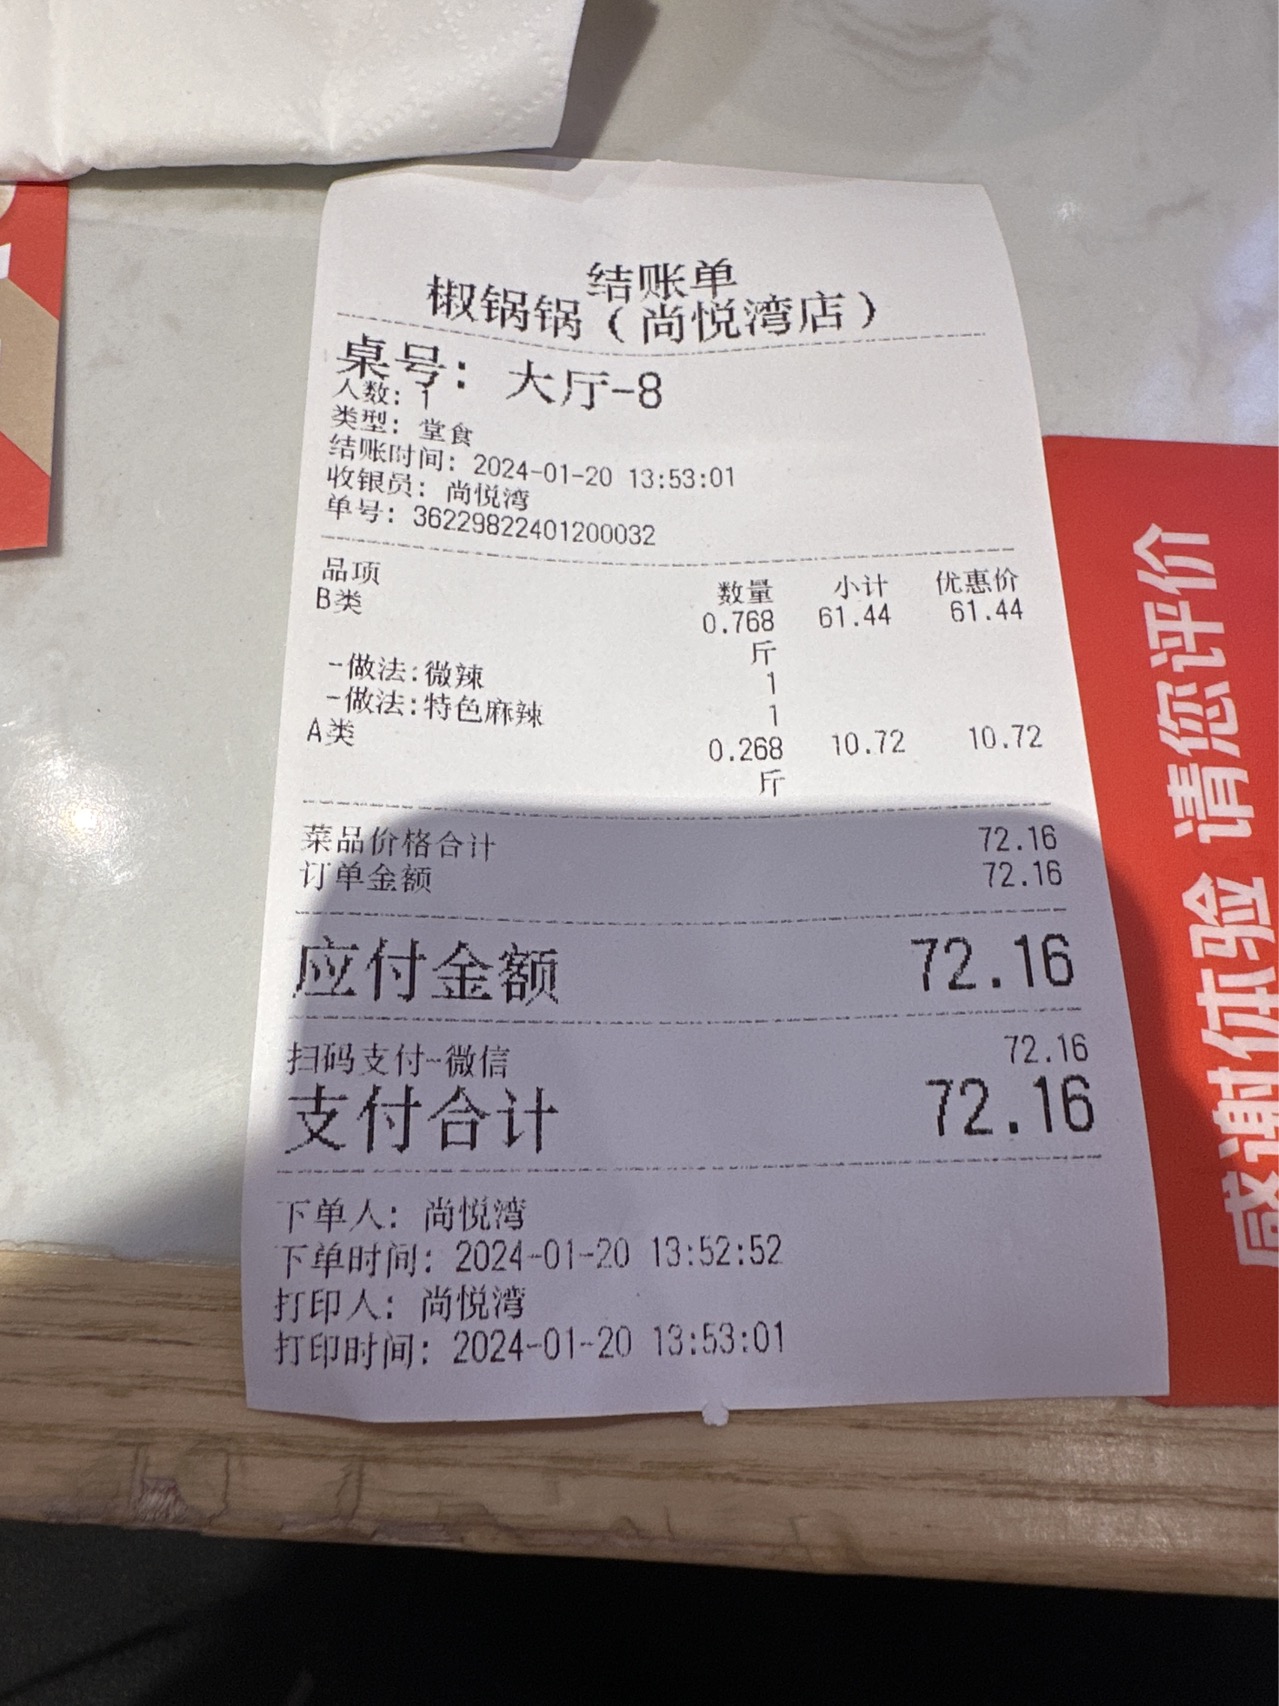 结账单
椒锅锅（尚悦湾店）
桌号：大厅-8
人数：1
类型：堂食
结账时间：2024-01-20 13:53:01
收银员：尚悦湾
单号：36229822401200032
品项 数量 小计 优惠价
B类 0.768 61.44 61.44
斤
-做法:微辣 1
-做法:特色麻辣 1
A类 0.268 10.72 10.72
斤
菜品价格合计 72.16
订单金额 72.16
应付金额 72.16
扫码支付-微信 72.16
支付合计 72.16
下单人：尚悦湾
下单时间：2024-01-20 13:52:52
打印人：尚悦湾
打印时间：2024-01-20 13:53:01
感谢体验 请您评价